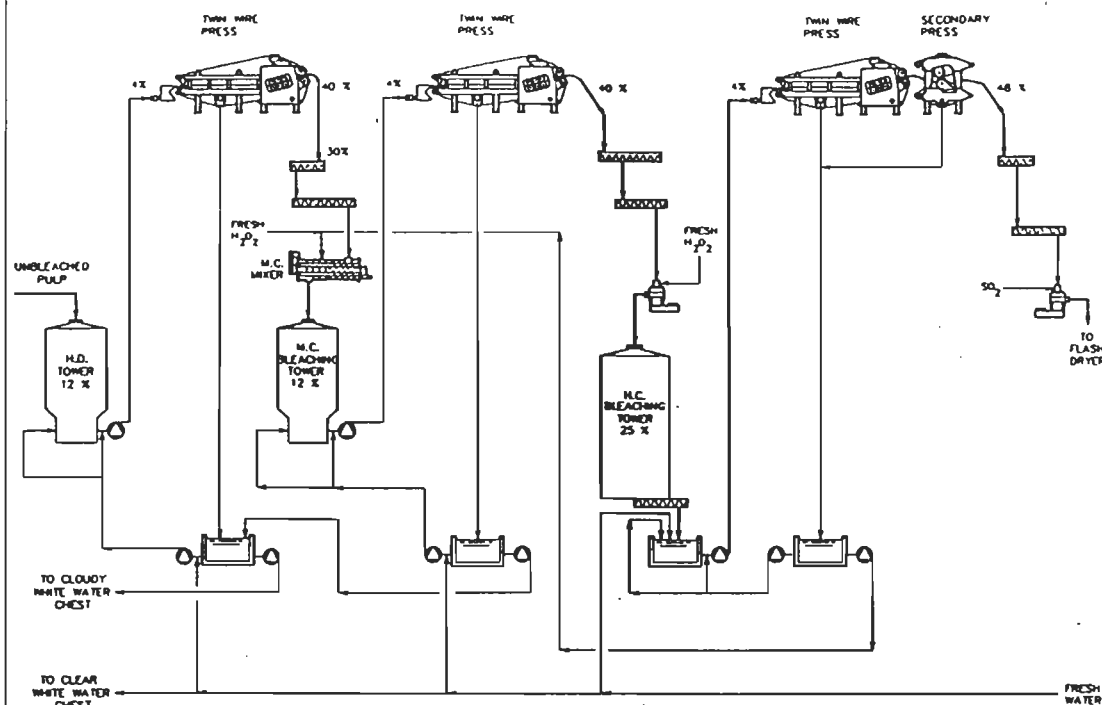 TWIN WIRE
PRESS
TWIN WIRE
PRESS
TWIN WIRE
PRESS
SECONDARY
PRESS
4%
40 %
4%
40 %
4%
48 %
30%
FRESH
H2O2
M.C.
MIXER
FRESH
H2O2
UNBLEACHED
PULP
SO2
TO
FLASH
DRYER
H.D.
TOWER
12 %
M.C.
BLEACHING
TOWER
12 %
H.C.
BLEACHING
TOWER
25 %
TO CLOUDY
WHITE WATER
CHEST
TO CLEAR
WHITE WATER
CHEST
FRESH
WATER